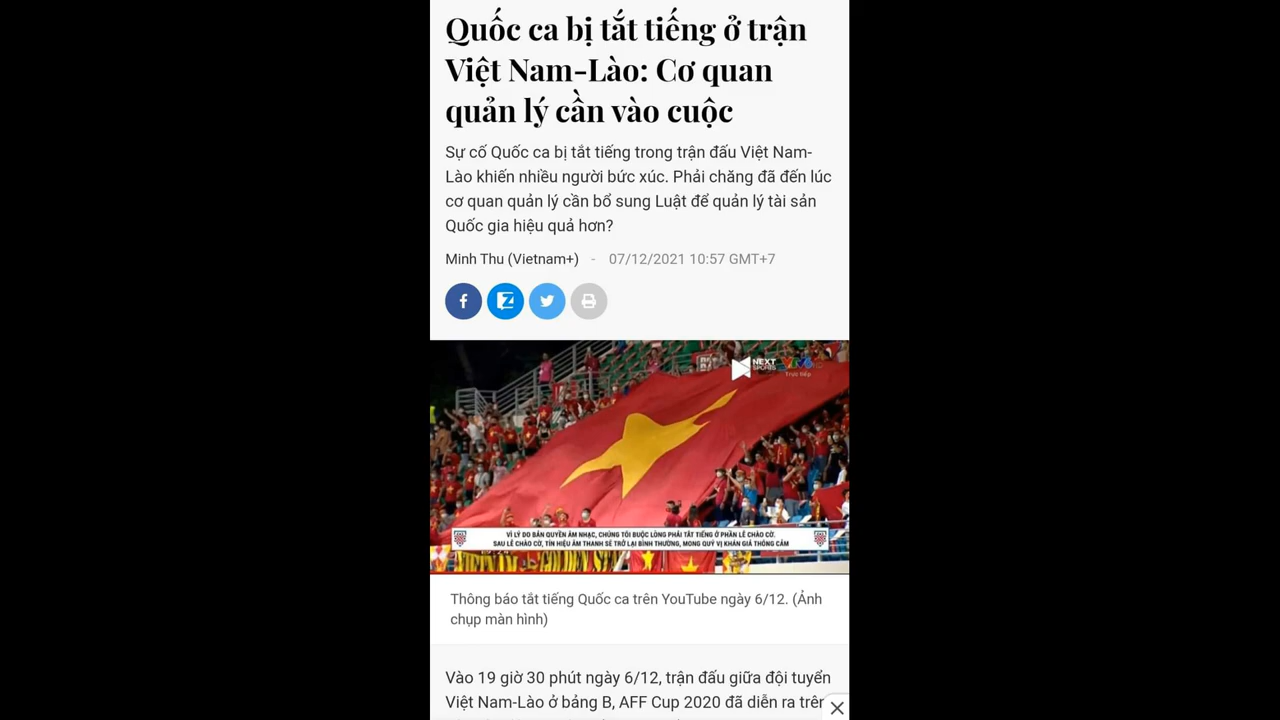 Quốc ca bị tắt tiếng ở trận
Việt Nam-Lào: Cơ quan
quản lý cần vào cuộc
Sự cố Quốc ca bị tắt tiếng trong trận đấu Việt Nam-
Lào khiến nhiều người bức xúc. Phải chăng đã đến lúc
cơ quan quản lý cần bổ sung Luật để quản lý tài sản
Quốc gia hiệu quả hơn?
Minh Thu (Vietnam+) - 07/12/2021 10:57 GMT+7
NEXT
SPORTS
VTV6
Trực tiếp
VÌ LÝ DO BẢN QUYỀN ÂM NHẠC, CHÚNG TÔI BUỘC LÒNG PHẢI TẮT TIẾNG Ở PHẦN LỄ CHÀO CỜ.
SAU LỄ CHÀO CỜ, TÍN HIỆU ÂM THANH SẼ TRỞ LẠI BÌNH THƯỜNG, MONG QUÝ VỊ KHÁN GIẢ THÔNG CẢM
Thông báo tắt tiếng Quốc ca trên YouTube ngày 6/12. (Ảnh
chụp màn hình)
Vào 19 giờ 30 phút ngày 6/12, trận đấu giữa đội tuyển
Việt Nam-Lào ở bảng B, AFF Cup 2020 đã diễn ra trên